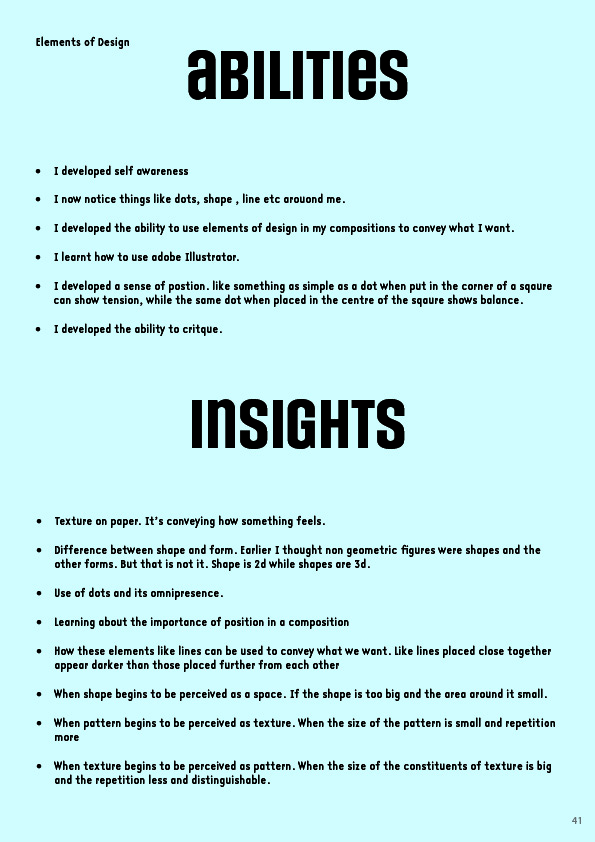 Elements of Design
aBILITIes
• I developed self awareness
• I now notice things like dots, shape , line etc arouond me.
• I developed the ability to use elements of design in my compositions to convey what I want.
• I learnt how to use adobe Illustrator.
• I developed a sense of postion. like something as simple as a dot when put in the corner of a sqaure
can show tension, while the same dot when placed in the centre of the sqaure shows balance.
• I developed the ability to critque.
InSIGHTS
• Texture on paper. It's conveying how something feels.
• Difference between shape and form. Earlier I thought non geometric figures were shapes and the
other forms. But that is not it. Shape is 2d while shapes are 3d.
• Use of dots and its omnipresence.
• Learning about the importance of position in a composition
• How these elements like lines can be used to convey what we want. Like lines placed close together
appear darker than those placed further from each other
• When shape begins to be perceived as a space. If the shape is too big and the area around it small.
• When pattern begins to be perceived as texture. When the size of the pattern is small and repetition
more
• When texture begins to be perceived as pattern. When the size of the constituents of texture is big
and the repetition less and distinguishable.
41